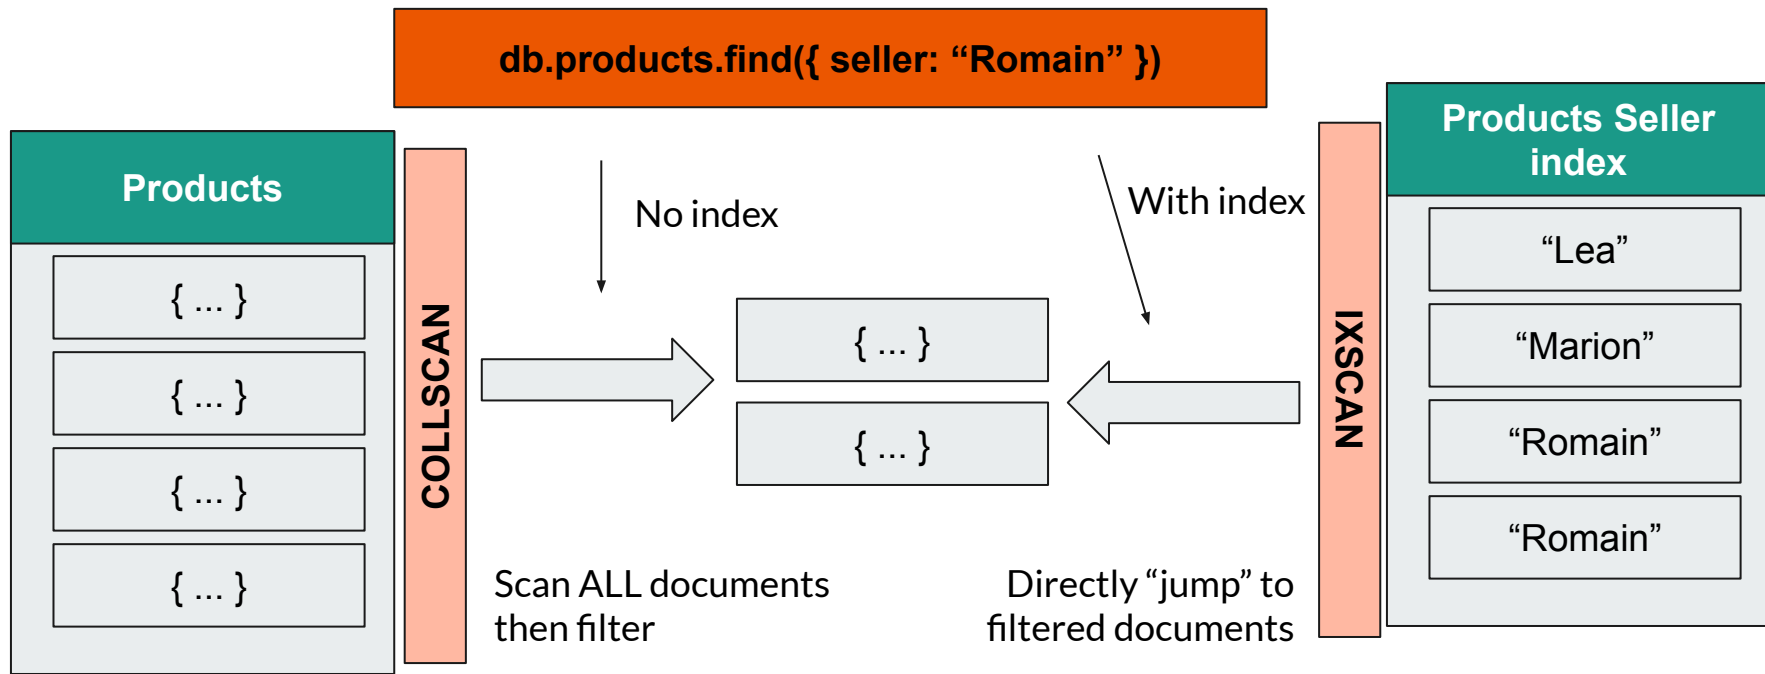 db.products.find({ seller: “Romain” })
Products
{ ... }
{ ... }
{ ... }
{ ... }
COLLSCAN
No index
Scan ALL documents
then filter
{ ... }
{ ... }
With index
Directly “jump” to
filtered documents
IXSCAN
Products Seller
index
“Lea”
“Marion”
“Romain”
“Romain”